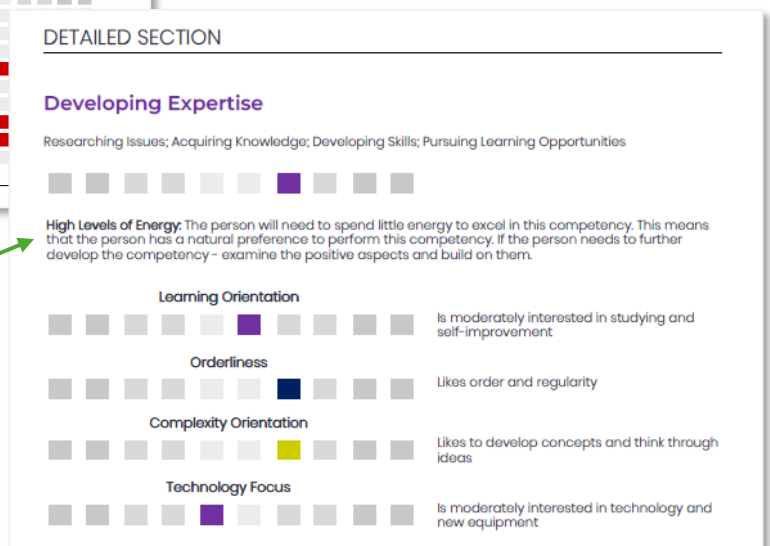 DETAILED SECTION
Developing Expertise
Researching Issues; Acquiring Knowledge; Developing Skills; Pursuing Learning Opportunities
High Levels of Energy: The person will need to spend little energy to excel in this competency. This means
that the person has a natural preference to perform this competency. If the person needs to further
develop the competency - examine the positive aspects and build on them.
Learning Orientation
Is moderately interested in studying and
self-improvement
Orderliness
Likes order and regularity
Complexity Orientation
Likes to develop concepts and think through
ideas
Technology Focus
Is moderately interested in technology and
new equipment